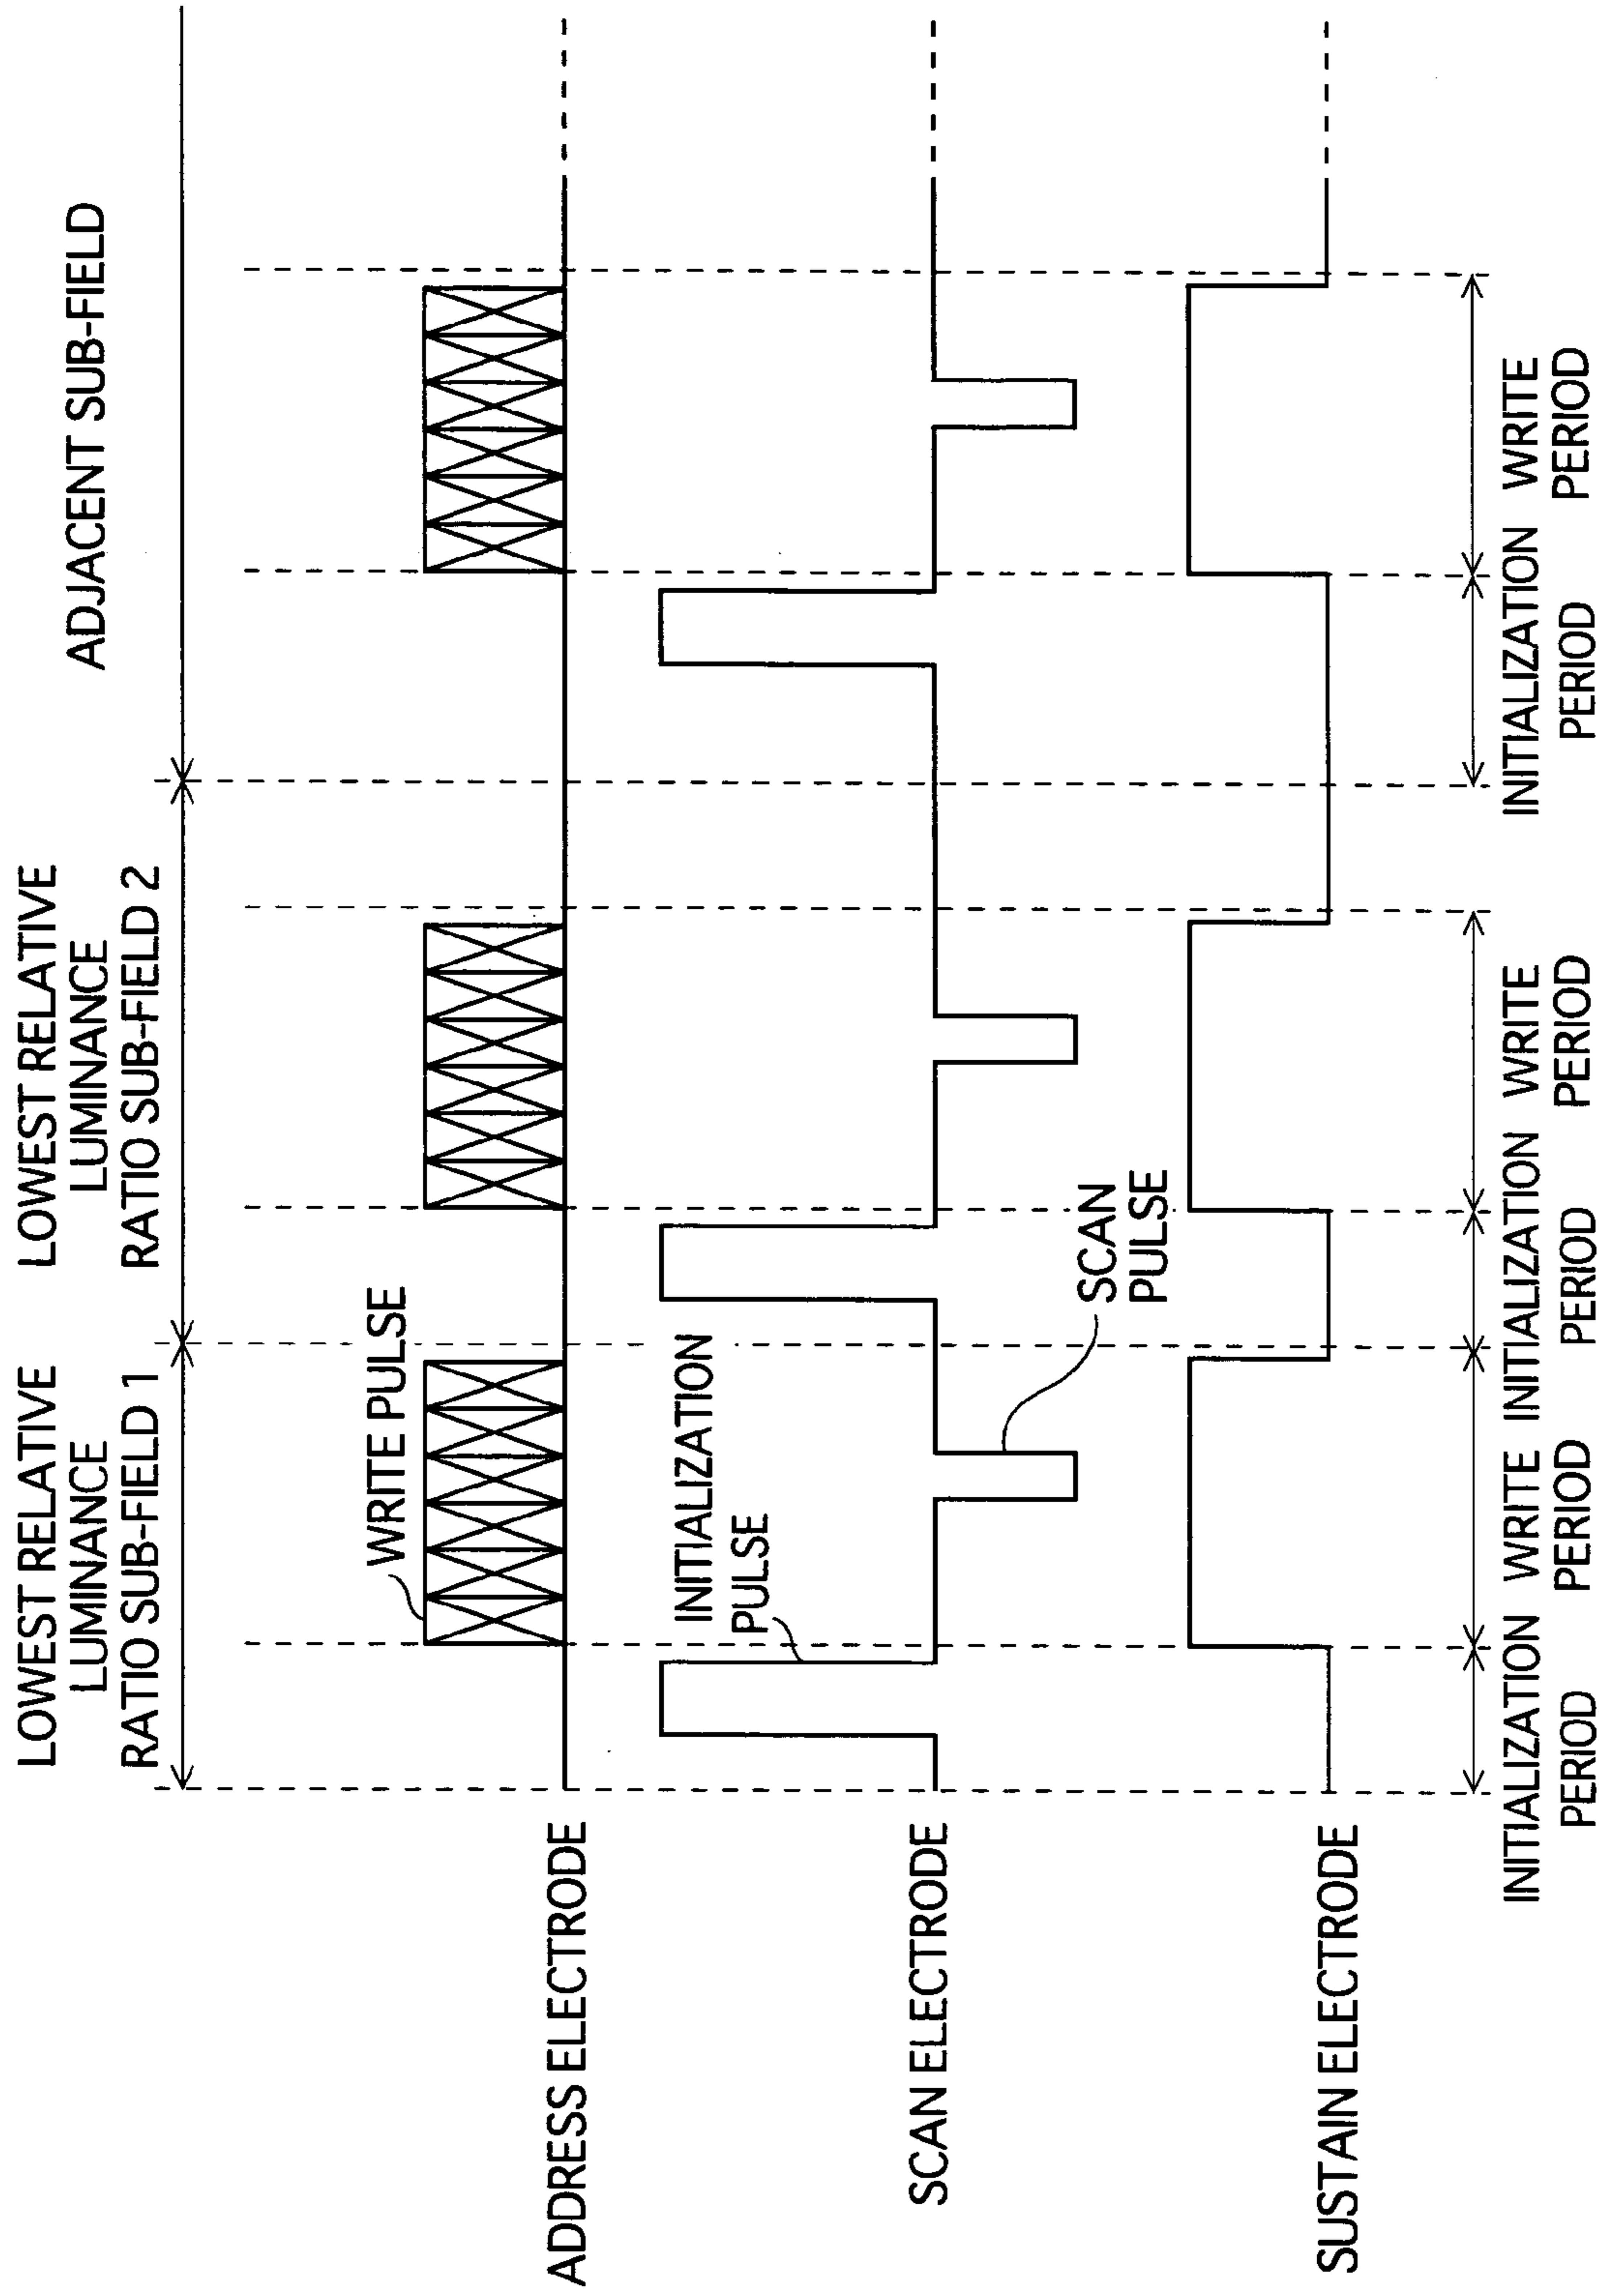 LOWEST RELATIVE
LUMINANCE
RATIO SUB-FIELD 1
LOWEST RELATIVE
LUMINANCE
RATIO SUB-FIELD 2
ADJACENT SUB-FIELD
WRITE PULSE
ADDRESS ELECTRODE
INITIALIZATION
PULSE
SCAN ELECTRODE
SCAN
PULSE
SUSTAIN ELECTRODE
INITIALIZATION
PERIOD
WRITE
PERIOD
INITIALIZATION
PERIOD
WRITE
PERIOD
INITIALIZATION
PERIOD
WRITE
PERIOD